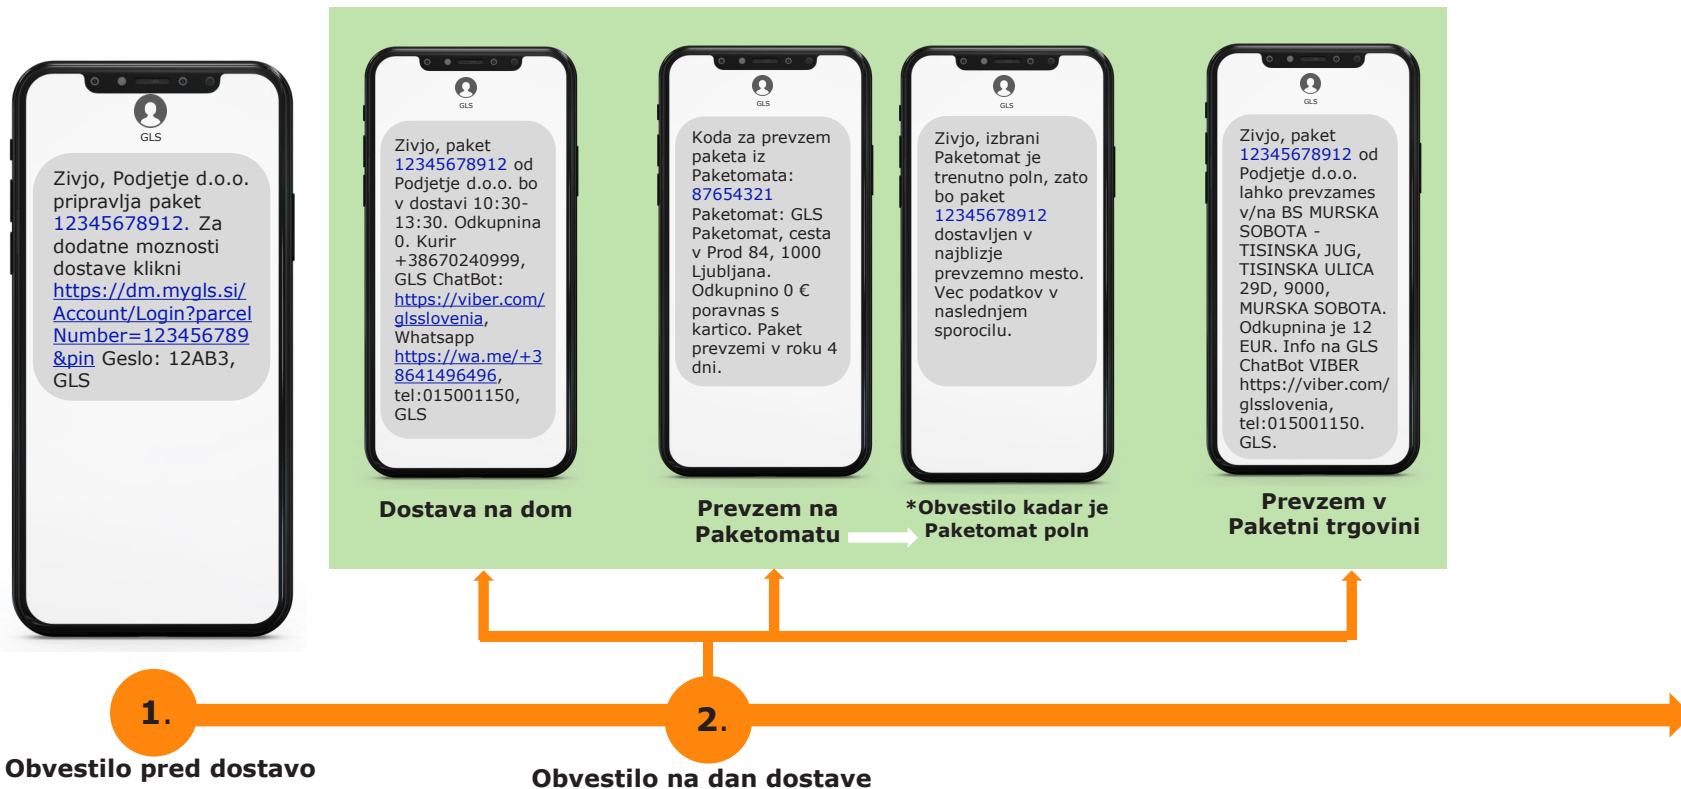 GLS
Zivjo, Podjetje d.o.o.
pripravlja paket
12345678912. Za
dodatne moznosti
dostave klikni
https://dm.mygls.si/
Account/Login?parcel
Number=123456789
&pin Geslo: 12AB3,
GLS
GLS
Zivjo, paket
12345678912 od
Podjetje d.o.o. bo
v dostavi 10:30-
13:30. Odkupnina
0. Kurir
+38670240999,
GLS ChatBot:
https://viber.com/
glsslovenia,
Whatsapp
https://wa.me/+3
8641496496,
tel:015001150,
GLS
Dostava na dom
GLS
Koda za prevzem
paketa iz
Paketomata:
87654321
Paketomat: GLS
Paketomat, cesta
v Prod 84, 1000
Ljubljana.
Odkupnino 0 €
poravnas s
kartico. Paket
prevzemi v roku 4
dni.
Prevzem na
Paketomatu
GLS
Zivjo, izbrani
Paketomat je
trenutno poln, zato
bo paket
12345678912
dostavljen v
najblizje
prevzemno mesto.
Vec podatkov v
naslednjem
sporocilu.
*Obvestilo kadar je
Paketomat poln
GLS
Zivjo, paket
12345678912 od
Podjetje d.o.o.
lahko prevzames
v/na BS MURSKA
SOBOTA -
TISINSKA JUG,
TISINSKA ULICA
29D, 9000,
MURSKA SOBOTA.
Odkupnina je 12
EUR. Info na GLS
ChatBot VIBER
https://viber.com/
glsslovenia,
tel:015001150.
GLS.
Prevzem v
Paketni trgovini
1.
Obvestilo pred dostavo
2.
Obvestilo na dan dostave